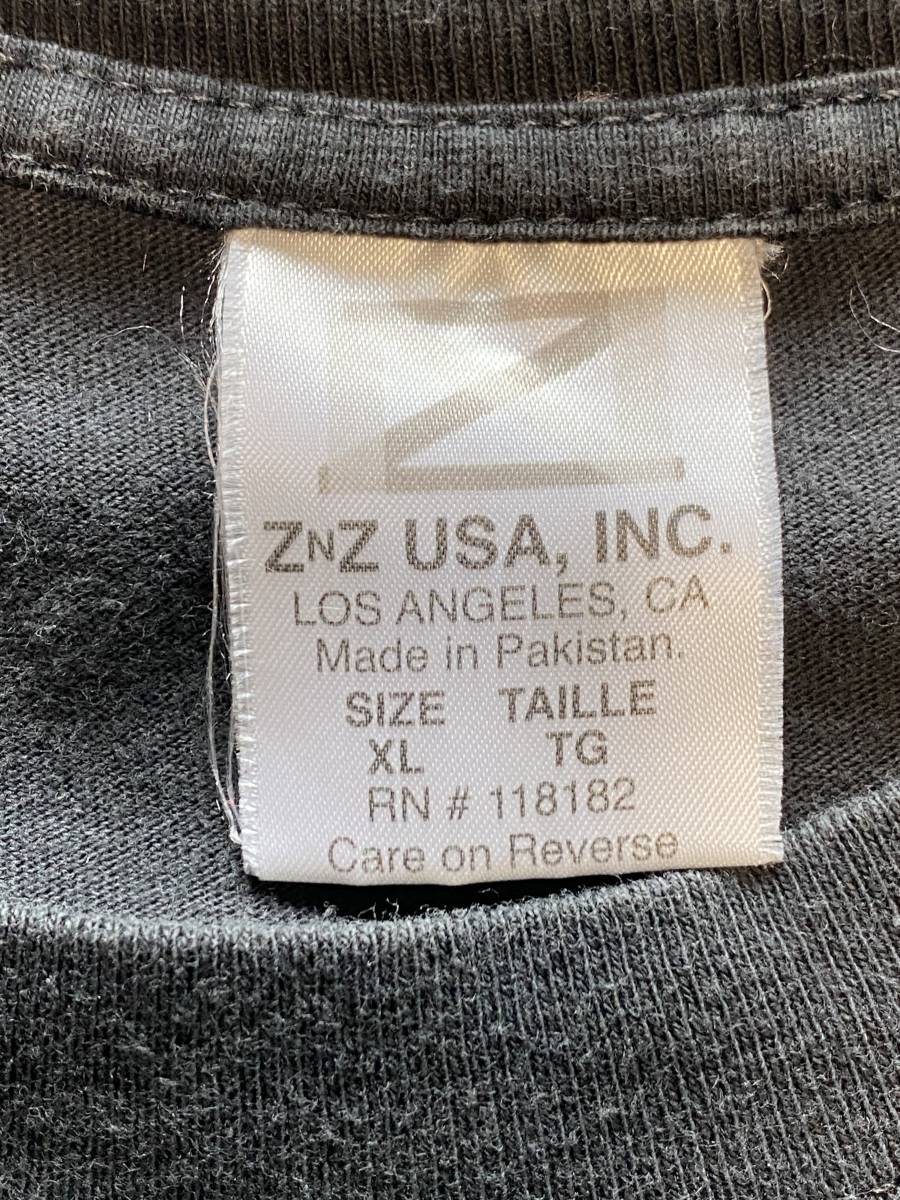 ZNZ USA, INC.
LOS ANGELES, CA
Made in Pakistan.
SIZE TAILLE
XL TG
RN # 118182
Care on Reverse